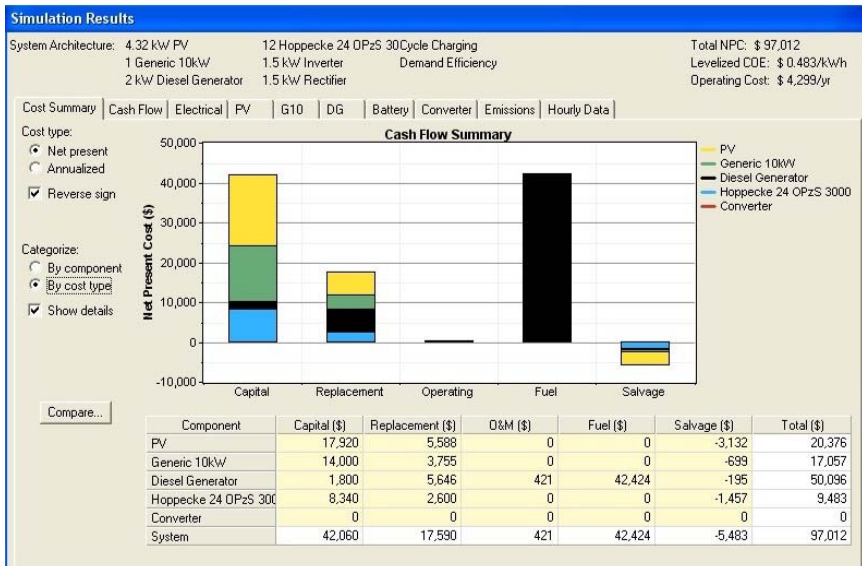 Simulation Results
System Architecture: 4.32 kW PV 12 Hoppecke 24 OPzS 30Cycle Charging Total NPC: $ 97,012
1 Generic 10kW 1.5 kW Inverter Demand Efficiency Levelized COE: $ 0.483/kWh
2 kW Diesel Generator 1.5 kW Rectifier Operating Cost: $ 4,299/yr
Cost Summary Cash Flow Electrical PV G10 DG Battery Converter Emissions Hourly Data
Cost type:
Net present
Annualized
Reverse sign
Categorize:
By component
By cost type
Show details
Compare...
Cash Flow Summary
Net Present Cost ($)
50,000
40,000
30,000
20,000
10,000
0
-10,000
Capital Replacement Operating Fuel Salvage
PV
Generic 10kW
Diesel Generator
Hoppecke 24 OPzS 3000
Converter
Component Capital ($) Replacement ($) O&M ($) Fuel ($) Salvage ($) Total ($)
PV 17,920 5,588 0 0 -3,132 20,376
Generic 10kW 14,000 3,755 0 0 -699 17,057
Diesel Generator 1,800 5,646 421 42,424 -195 50,096
Hoppecke 24 OPzS 300 8,340 2,600 0 0 -1,457 9,483
Converter 0 0 0 0 0 0
System 42,060 17,590 421 42,424 -5,483 97,012